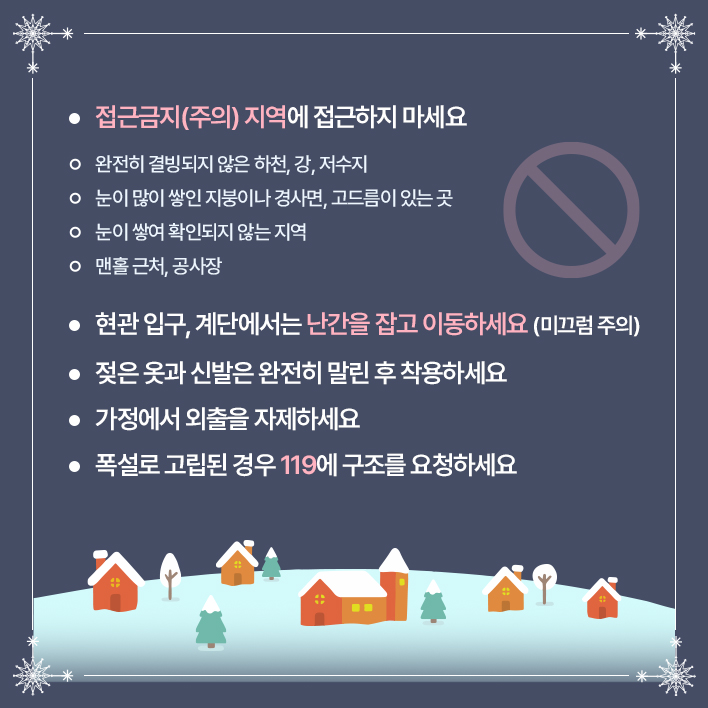 접근금지(주의) 지역에 접근하지 마세요
완전히 결빙되지 않은 하천, 강, 저수지
눈이 많이 쌓인 지붕이나 경사면, 고드름이 있는 곳
눈이 쌓여 확인되지 않는 지역
맨홀 근처, 공사장
현관 입구, 계단에서는 난간을 잡고 이동하세요 (미끄럼 주의)
젖은 옷과 신발은 완전히 말린 후 착용하세요
가정에서 외출을 자제하세요
폭설로 고립된 경우 119에 구조를 요청하세요